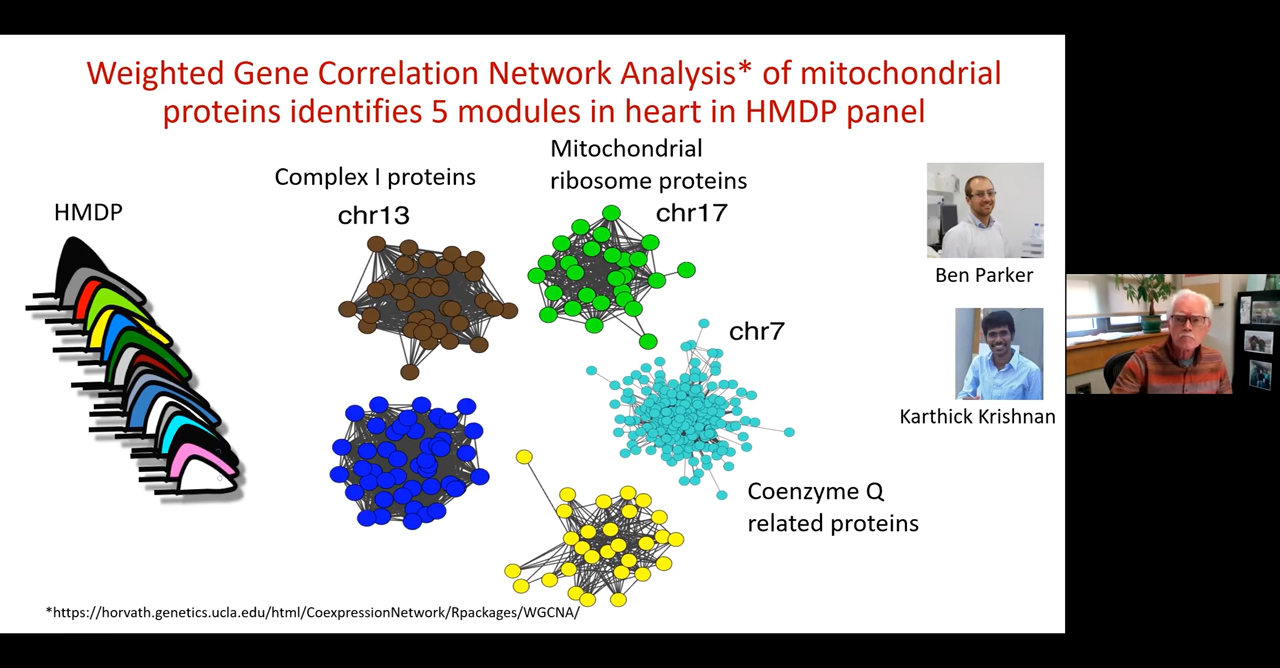 Weighted Gene Correlation Network Analysis* of mitochondrial
proteins identifies 5 modules in heart in HMDP panel
Mitochondrial
ribosome proteins
Complex I proteins
HMDP
chr13
chr17
Ben Parker
chr7
Karthick Krishnan
Coenzyme Q
related proteins
*https://horvath.genetics.ucla.edu/html/CoexpressionNetwork/Rpackages/WGCNA/